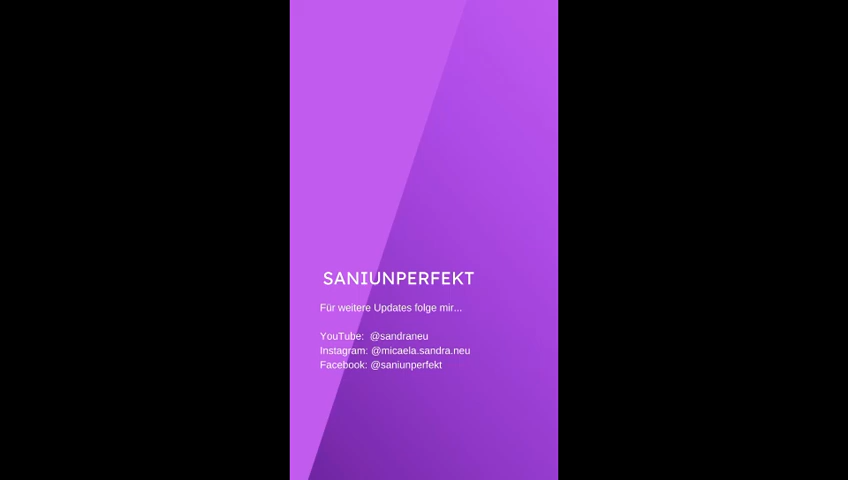 SANIUNPERFEKT
Für weitere Updates folge mir...
YouTube: @sandraneu
Instagram: @micaela.sandra.neu
Facebook: @saniunperfekt